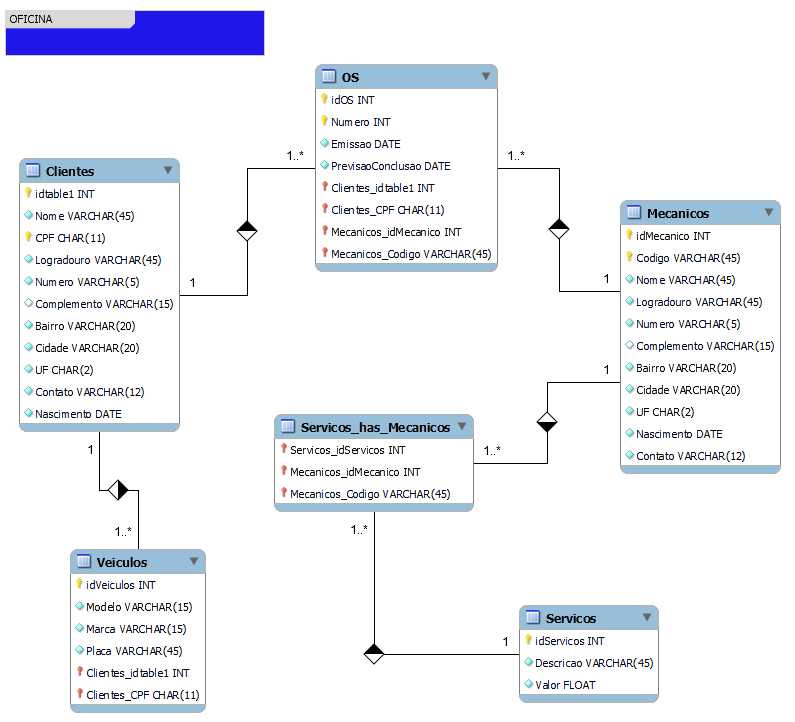 OFICINA
OS
idOS INT
Numero INT
Emissao DATE
PrevisaoConclusao DATE
Clientes_idtable1 INT
Clientes_CPF CHAR(11)
Mecanicos_idMecanico INT
Mecanicos_Codigo VARCHAR(45)
1..*
1..*
Clientes
idtable1 INT
Nome VARCHAR(45)
CPF CHAR(11)
Logradouro VARCHAR(45)
Numero VARCHAR(5)
Complemento VARCHAR(15)
Bairro VARCHAR(20)
Cidade VARCHAR(20)
UF CHAR(2)
Contato VARCHAR(12)
Nascimento DATE
1
1
Mecanicos
idMecanico INT
Codigo VARCHAR(45)
Nome VARCHAR(45)
Logradouro VARCHAR(45)
Numero VARCHAR(5)
Complemento VARCHAR(15)
Bairro VARCHAR(20)
Cidade VARCHAR(20)
UF CHAR(2)
Nascimento DATE
Contato VARCHAR(12)
1
1
Servicos_has_Mecanicos
Servicos_idServicos INT
Mecanicos_idMecanico INT
Mecanicos_Codigo VARCHAR(45)
1..*
1..*
1..*
Veiculos
idVeiculos INT
Modelo VARCHAR(15)
Marca VARCHAR(15)
Placa VARCHAR(45)
Clientes_idtable1 INT
Clientes_CPF CHAR(11)
1
Servicos
idServicos INT
Descricao VARCHAR(45)
Valor FLOAT